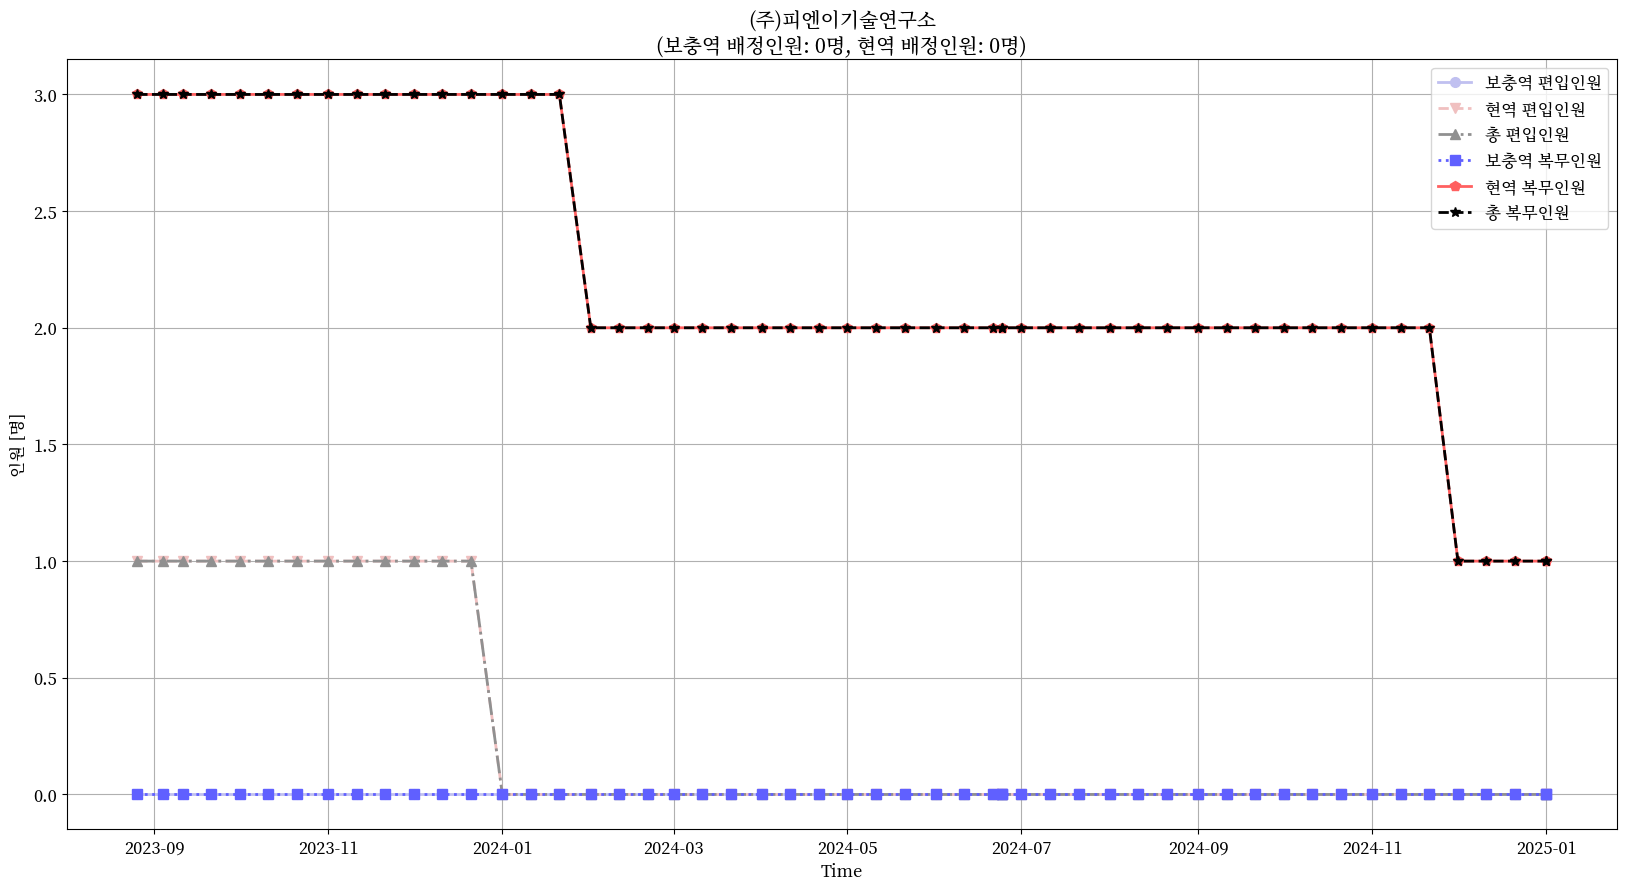 (주)피엔이기술연구소
(보충역 배정인원: 0명, 현역 배정인원: 0명)
보충역 편입인원
현역 편입인원
총 편입인원
보충역 복무인원
현역 복무인원
총 복무인원
인원 [명]
3.0
2.5
2.0
1.5
1.0
0.5
0.0
2023-09
2023-11
2024-01
2024-03
2024-05
2024-07
2024-09
2024-11
2025-01
Time